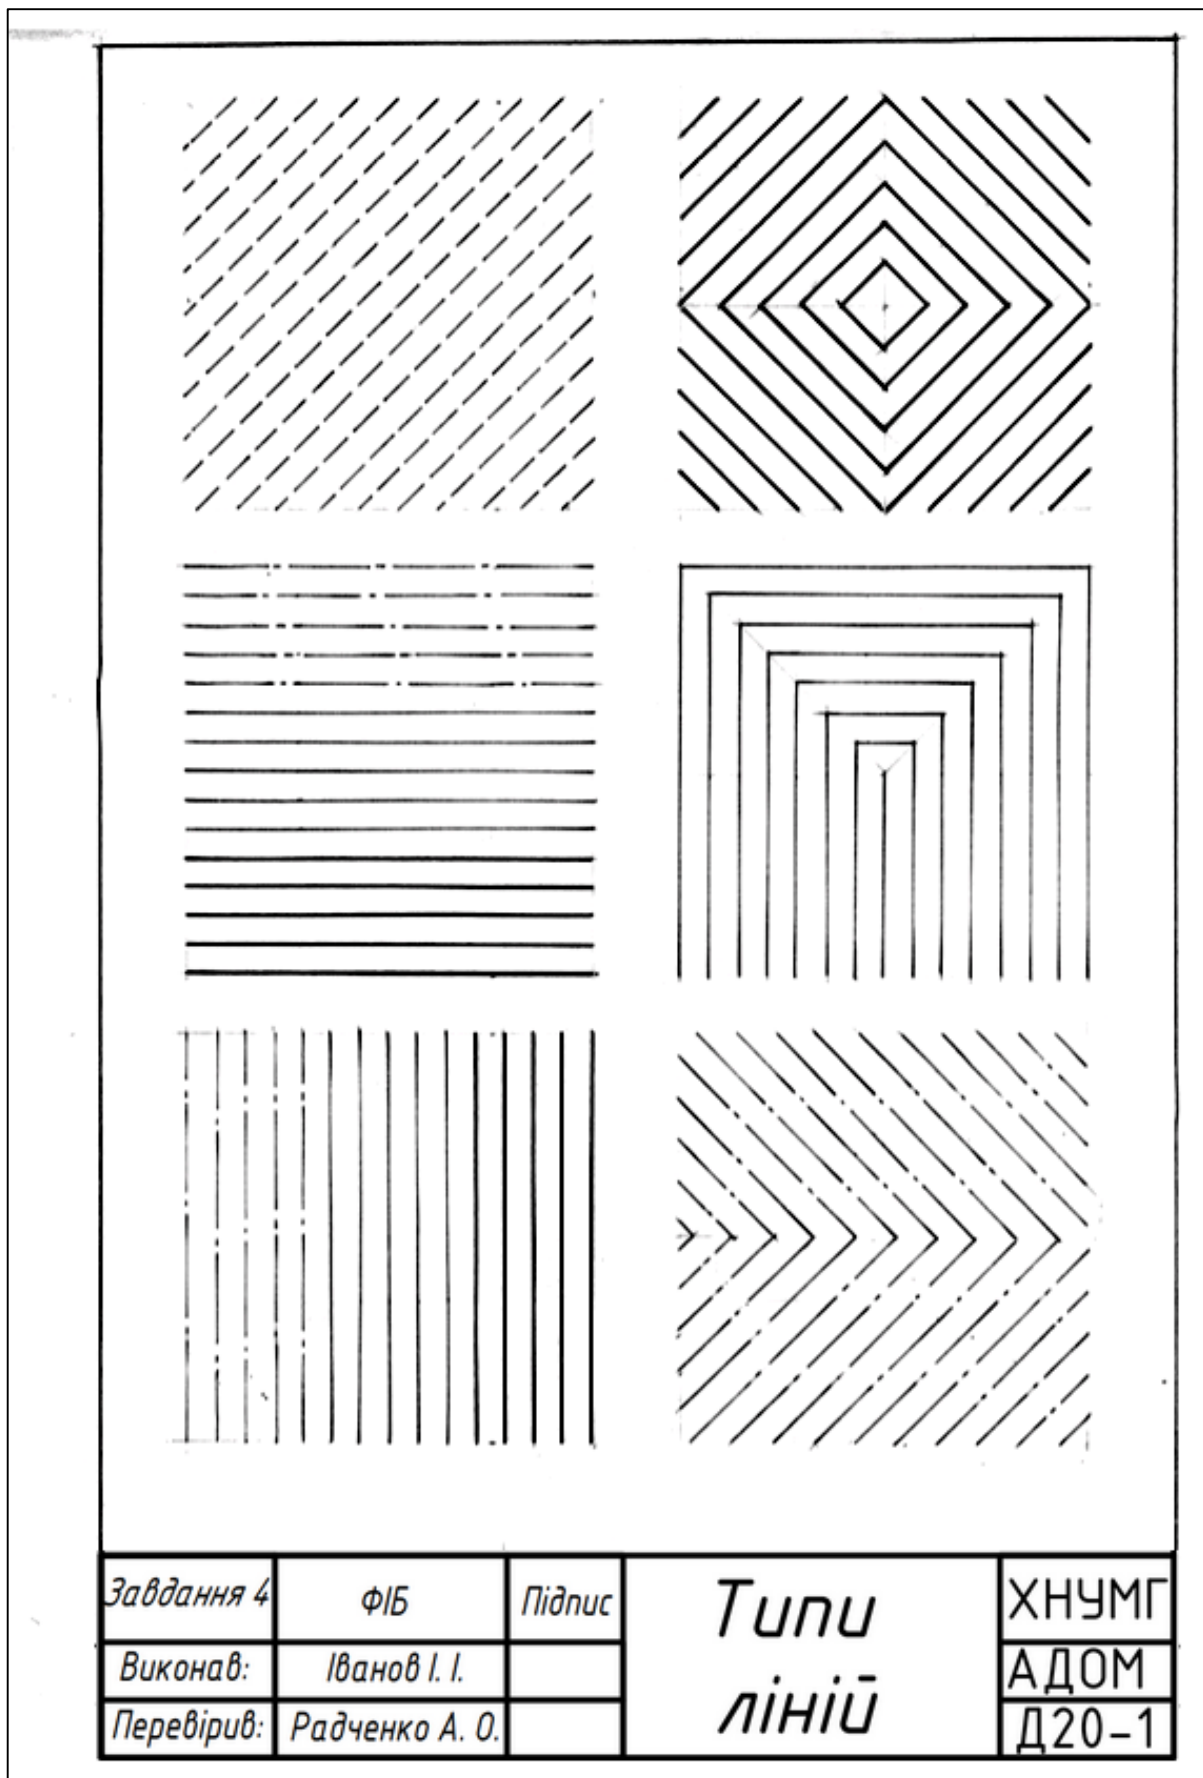 Завдання 4 ФІБ Підпис
Виконав: Іванов І. І.
Перевірив: Радченко А. О.
Типи
ліній
ХНУМГ
АДОМ
Д20-1